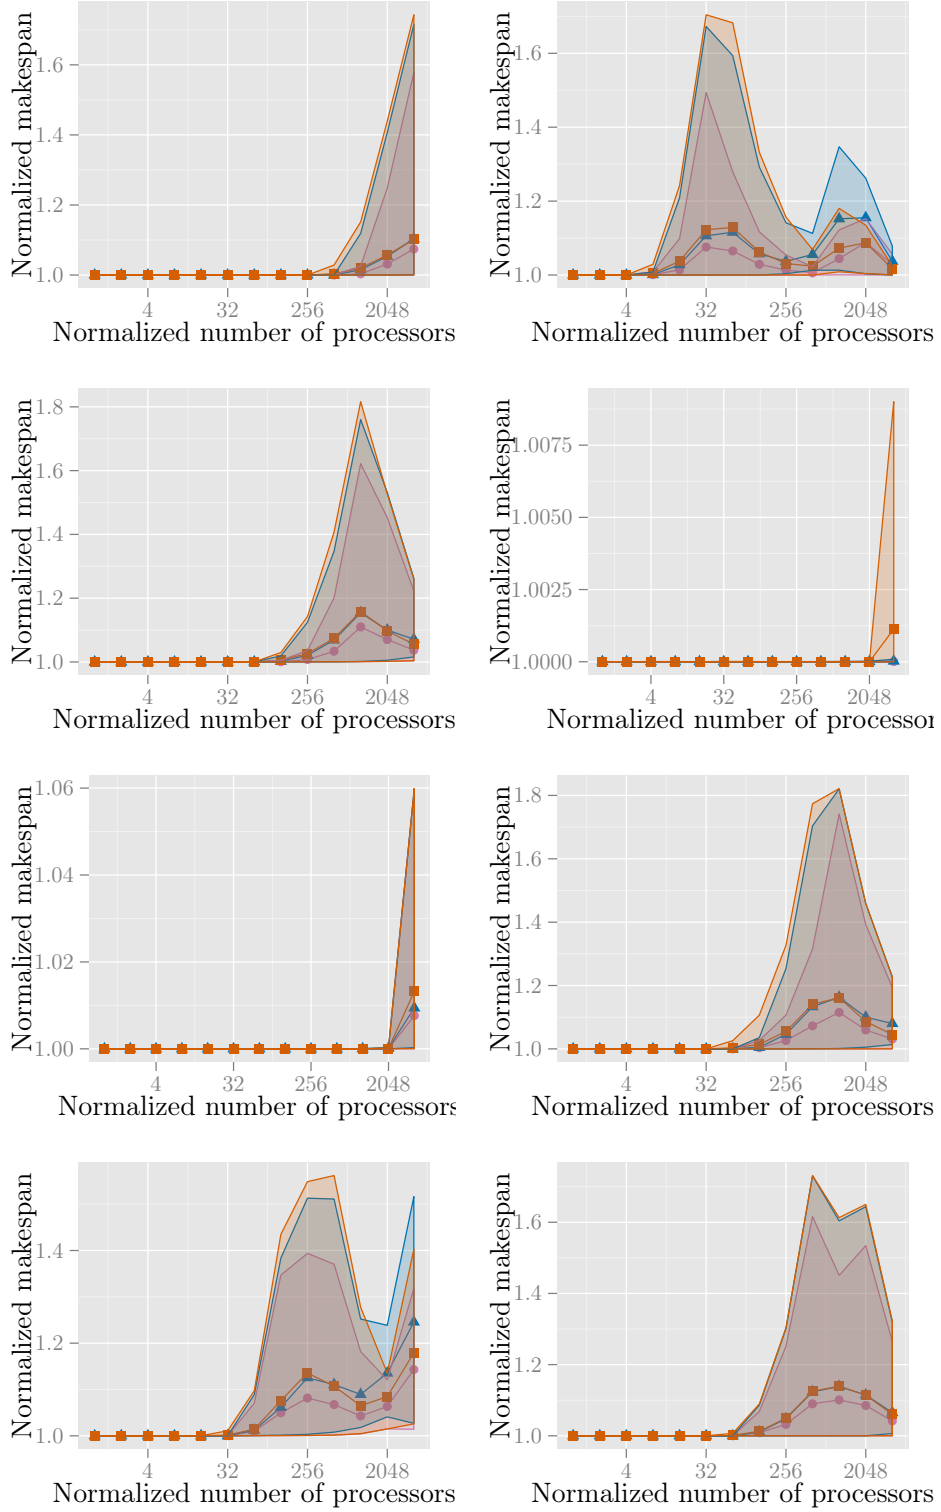 Normalized makespan
1.6
1.4
1.2
1.0
4 32 256 2048
Normalized number of processors
Normalized makespan
1.6
1.4
1.2
1.0
4 32 256 2048
Normalized number of processors
Normalized makespan
1.8
1.6
1.4
1.2
1.0
4 32 256 2048
Normalized number of processors
Normalized makespan
1.0075
1.0050
1.0025
1.0000
4 32 256 2048
Normalized number of processor
Normalized makespan
1.06
1.04
1.02
1.00
4 32 256 2048
Normalized number of processors
Normalized makespan
1.8
1.6
1.4
1.2
1.0
4 32 256 2048
Normalized number of processors
Normalized makespan
1.4
1.2
1.0
4 32 256 2048
Normalized number of processors
Normalized makespan
1.6
1.4
1.2
1.0
4 32 256 2048
Normalized number of processors